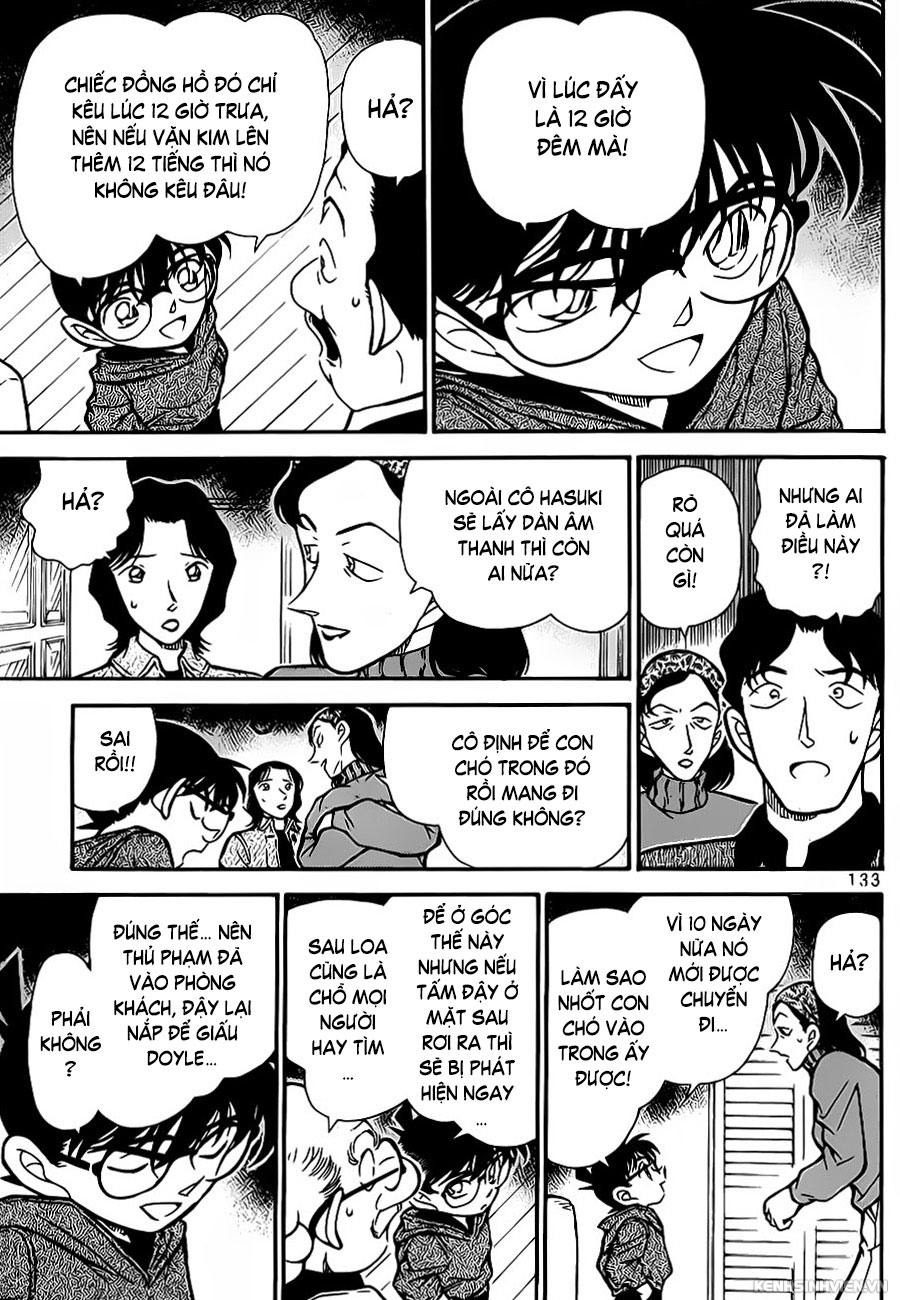 VÌ LÚC ĐẤY
LÀ 12 GIỜ
ĐÊM MÀ!
HẢ?
CHIẾC ĐỒNG HỒ ĐÓ CHỈ
KÊU LÚC 12 GIỜ TRƯA,
NÊN NẾU VẶN KIM LÊN
THÊM 12 TIẾNG THÌ NÓ
KHÔNG KÊU ĐÂU!
NHƯNG AI
ĐÃ LÀM
ĐIỀU NÀY
?!
RÕ
QUÁ
CÒN
GÌ!
NGOÀI CÔ HASUKI
SẼ LẤY DÀN ÂM
THANH THÌ CÒN
AI NỮA?
HẢ?
CÔ ĐỊNH ĐỂ CON
CHÓ TRONG ĐÓ
RỒI MANG ĐI
ĐÚNG KHÔNG?
SAI
RỒI!!
133
HẢ?
VÌ 10 NGÀY
NỮA NÓ
MỚI ĐƯỢC
CHUYỂN
ĐI...
LÀM SAO
NHỐT CON
CHÓ VÀO
TRONG ẤY
ĐƯỢC!
ĐỂ Ở GÓC
THẾ NÀY
NHƯNG NẾU
TẤM ĐẬY Ở
MẶT SAU
RƠI RA THÌ
SẼ BỊ PHÁT
HIỆN NGAY
...
SAU LOA
CŨNG LÀ
CHỖ MỌI
NGƯỜI
HAY TÌM
...
ĐÚNG THẾ... NÊN
THỦ PHẠM ĐÃ
VÀO PHÒNG
KHÁCH, ĐẬY LẠI
NẮP ĐỂ GIẤU
DOYLE...
PHẢI
KHÔNG
?
KENHSINHVIEN.VN